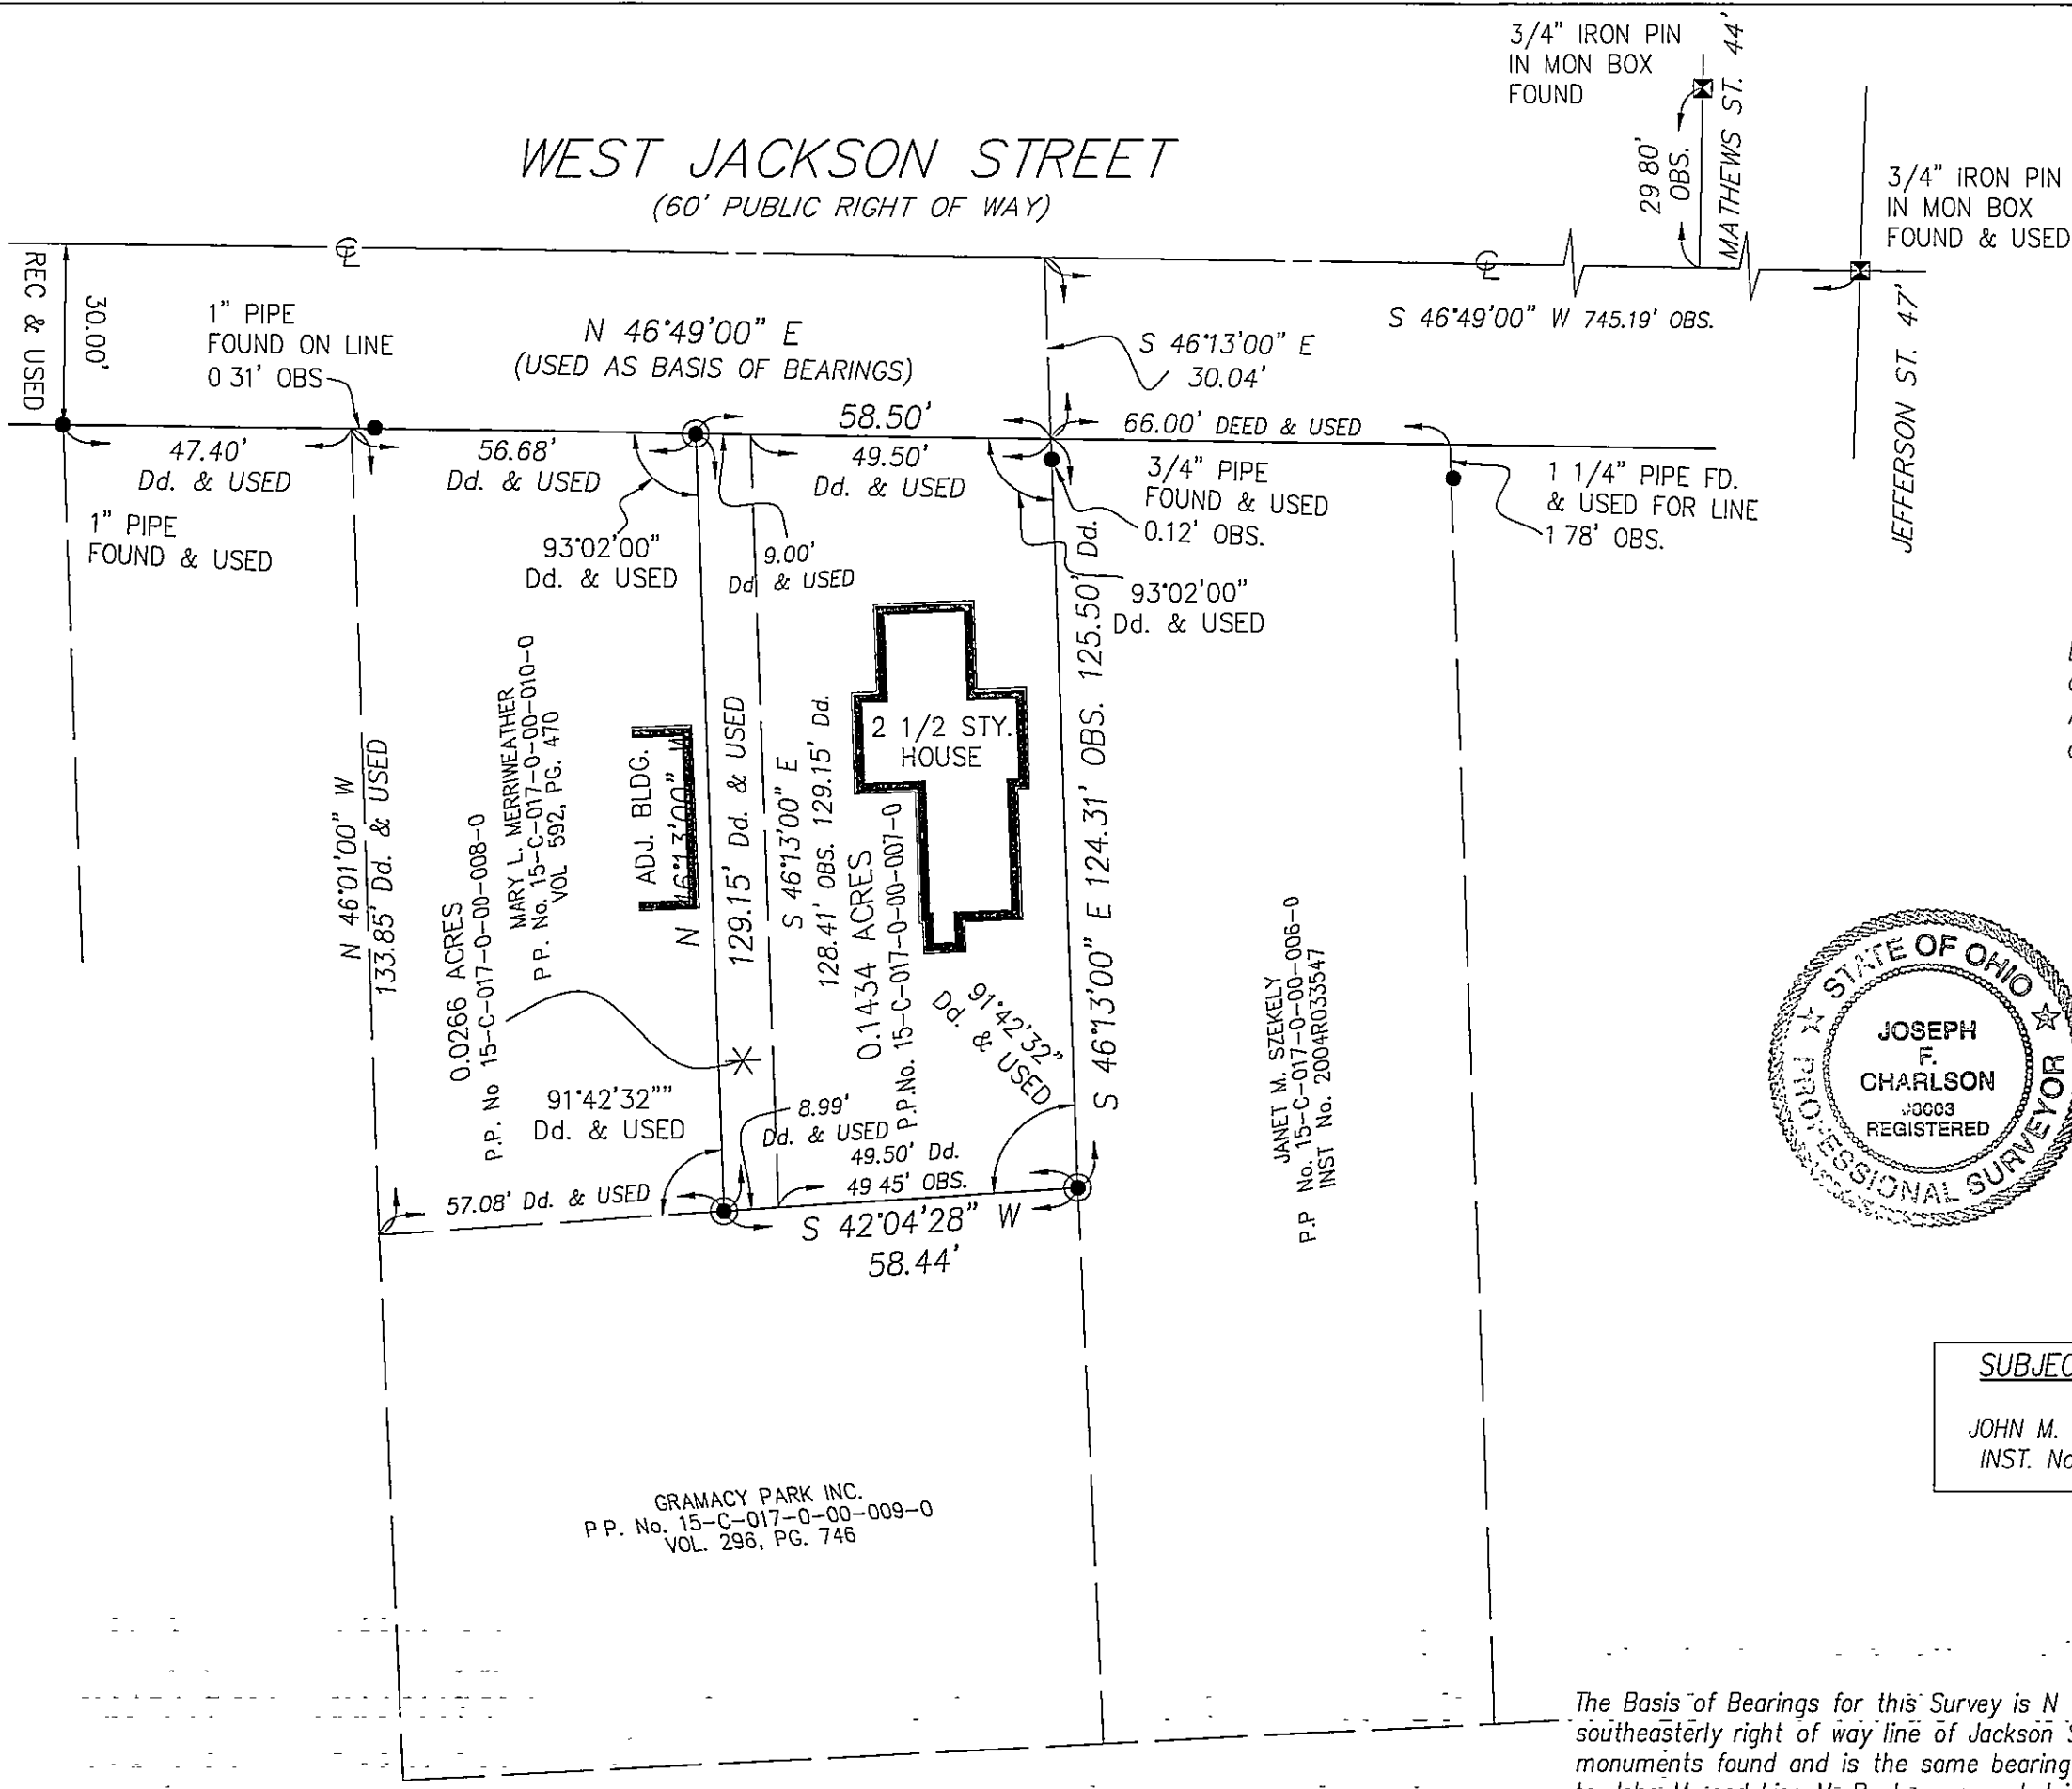 3/4" IRON PIN
IN MON BOX
FOUND
MATHEWS ST. 44'
29 80'
OBS.
WEST JACKSON STREET
(60' PUBLIC RIGHT OF WAY)
3/4" IRON PIN
IN MON BOX
FOUND & USED
JEFFERSON ST. 47'
REC & USED
30.00'
1" PIPE
FOUND ON LINE
0 31' OBS
N 46°49'00" E
(USED AS BASIS OF BEARINGS)
58.50'
S 46°13'00" E
30.04'
S 46°49'00" W 745.19' OBS.
47.40'
Dd. & USED
56.68'
Dd. & USED
49.50'
Dd. & USED
66.00' DEED & USED
1" PIPE
FOUND & USED
93°02'00"
Dd. & USED
9.00'
Dd & USED
3/4" PIPE
FOUND & USED
0.12' OBS.
1 1/4" PIPE FD.
& USED FOR LINE
1 78' OBS.
93°02'00"
Dd. & USED
N 46°01'00" W
133.85' Dd. & USED
0.0266 ACRES
P.P. No 15-C-017-0-00-008-0
MARY L. MERRIWEATHER
P P. No. 15-C-017-0-00-010-0
VOL 592, PG. 470
ADJ. BLDG.
N 46°13'00" W
129.15' Dd. & USED
S 46°13'00" E
128.41' OBS. 129.15' Dd.
0.1434 ACRES
P.P.No. 15-C-017-0-00-007-0
2 1/2 STY.
HOUSE
S 46°13'00" E 124.31' OBS. 125.50' Dd.
91°42'32"
Dd. & USED
91°42'32""
Dd. & USED
8.99'
Dd. & USED
49.50' Dd.
49 45' OBS.
57.08' Dd. & USED
S 42°04'28" W
58.44'
JANET M. SZEKELY
P.P No. 15-C-017-0-00-006-0
INST No. 2004R033547
STATE OF OHIO
JOSEPH
F.
CHARLSON
REGISTERED
PROFESSIONAL SURVEYOR
SUBJEC
JOHN M.
INST. No
GRAMACY PARK INC.
P P. No. 15-C-017-0-00-009-0
VOL. 296, PG. 746
The Basis of Bearings for this Survey is N
southeasterly right of way line of Jackson
monuments found and is the same bearing